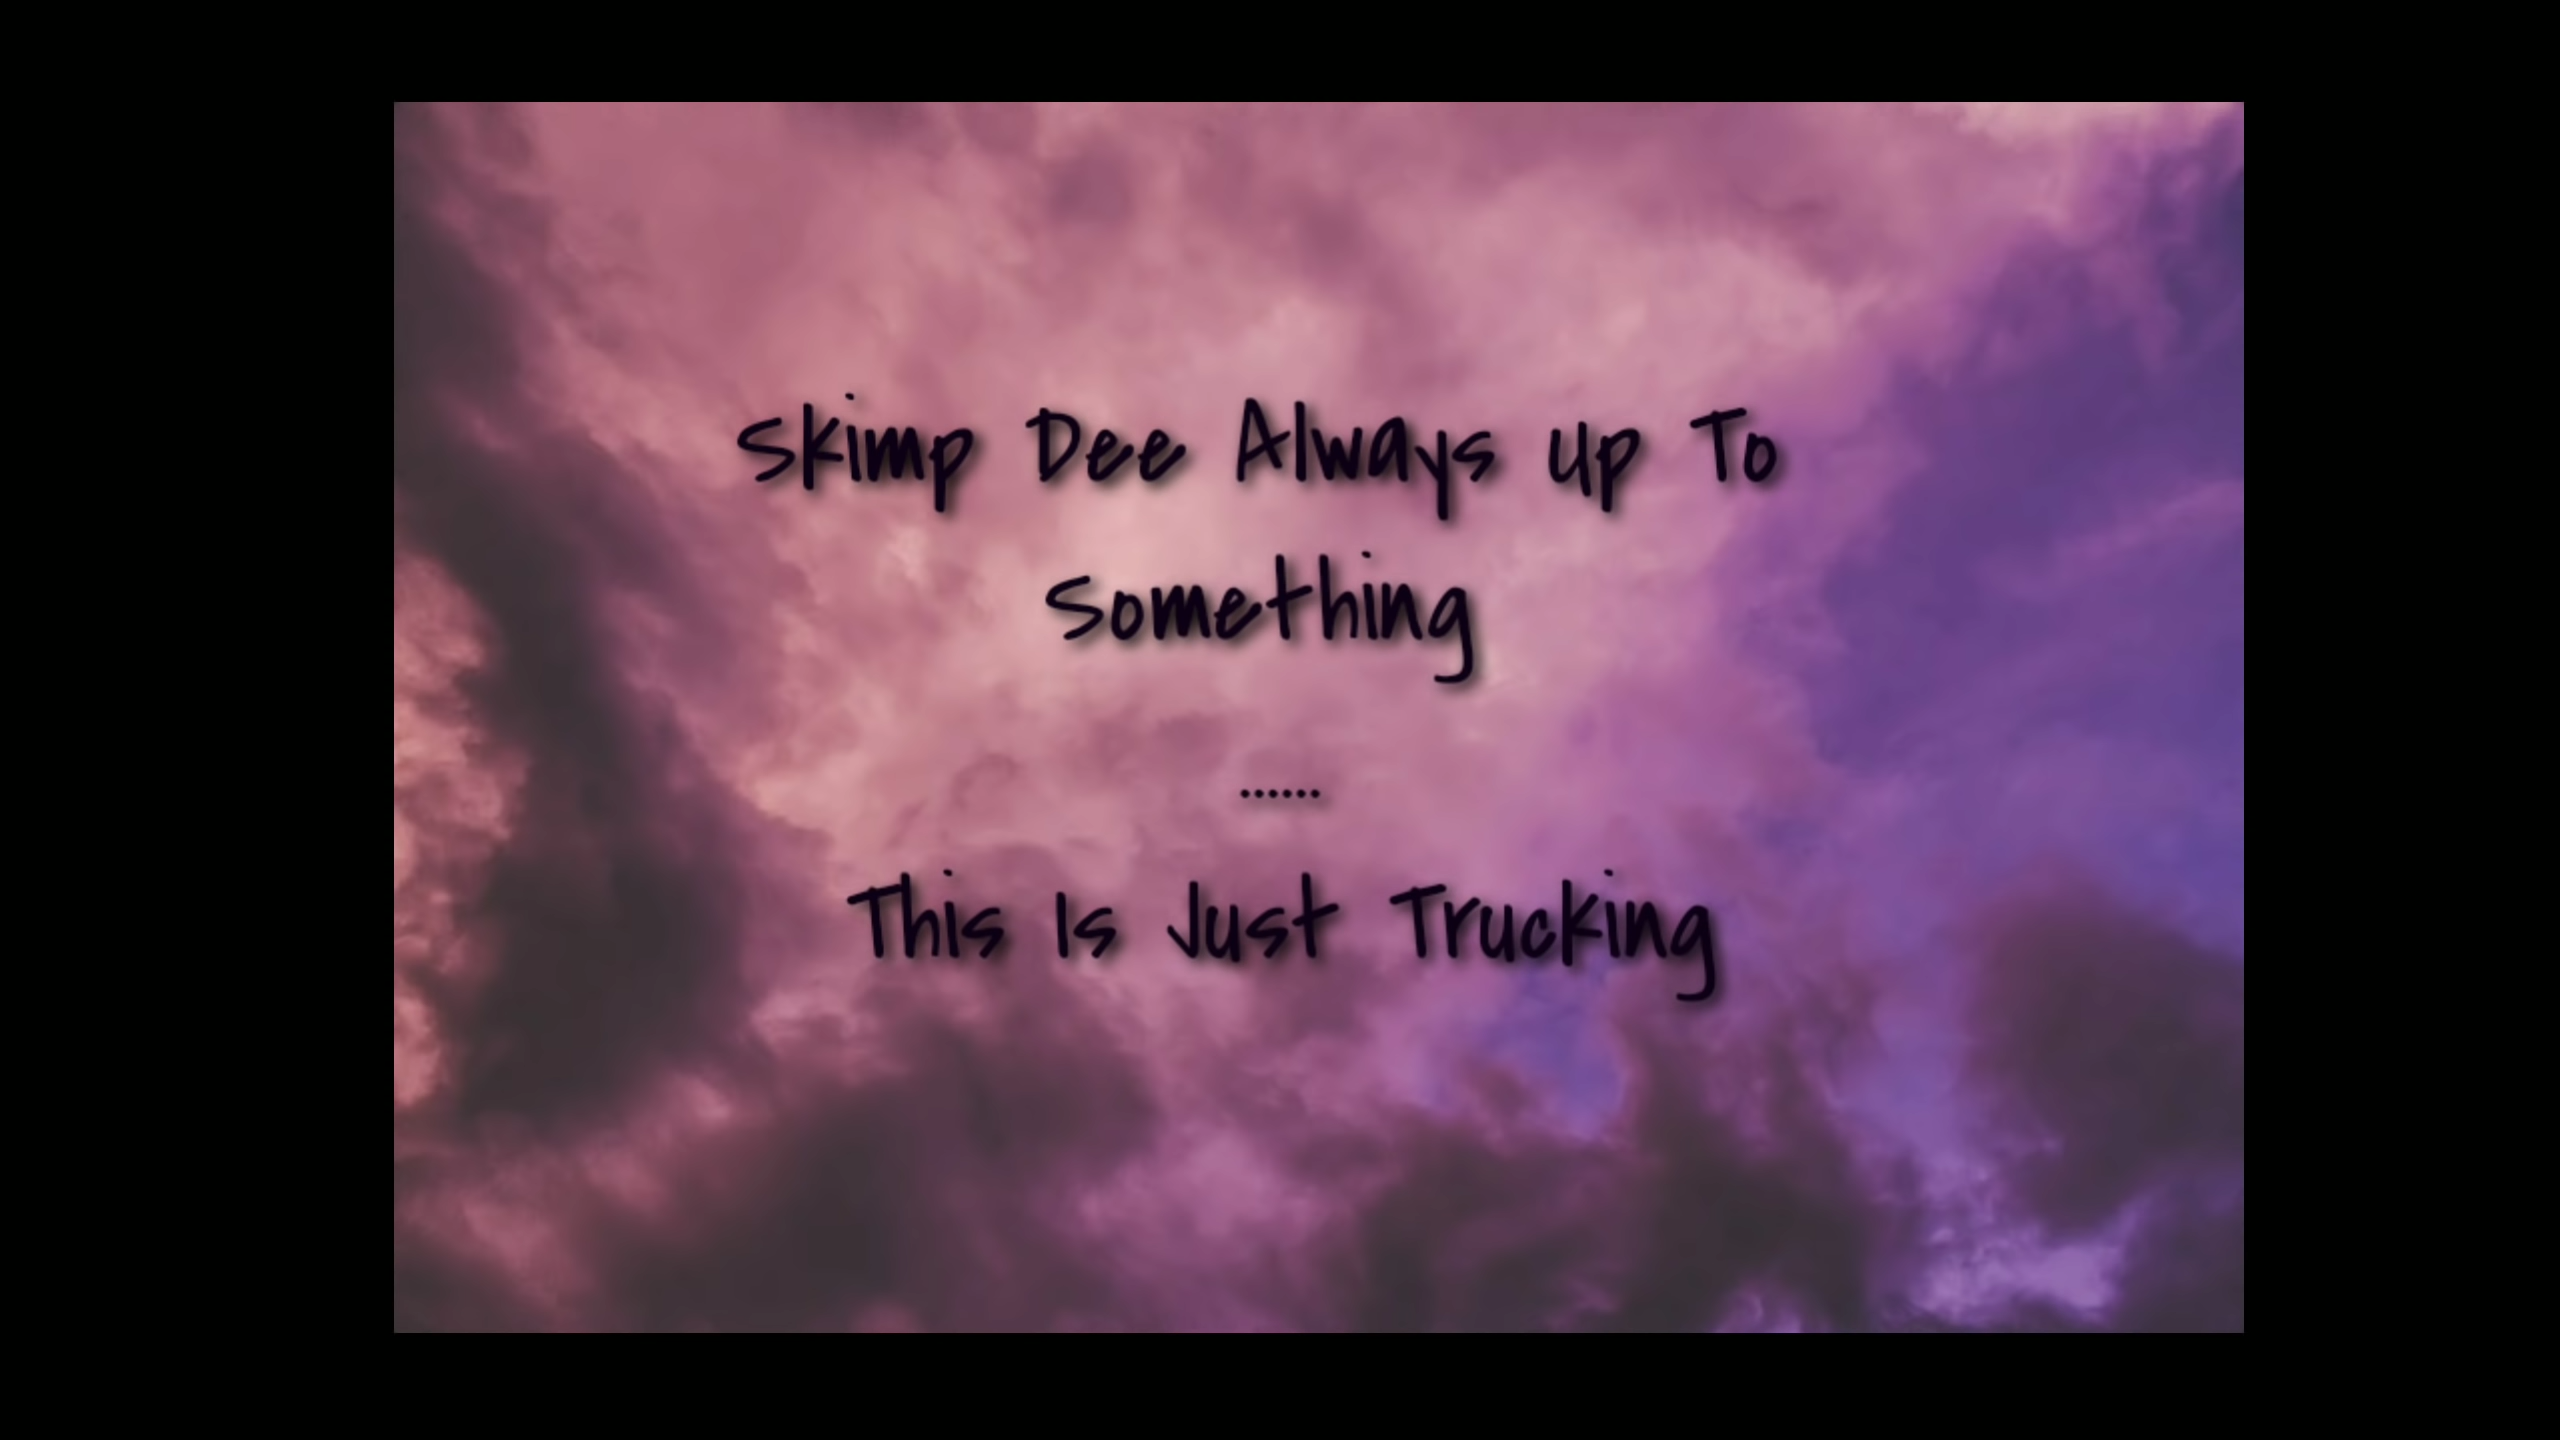 Skimp Dee Always Up To
Something
......
This Is Just Trucking